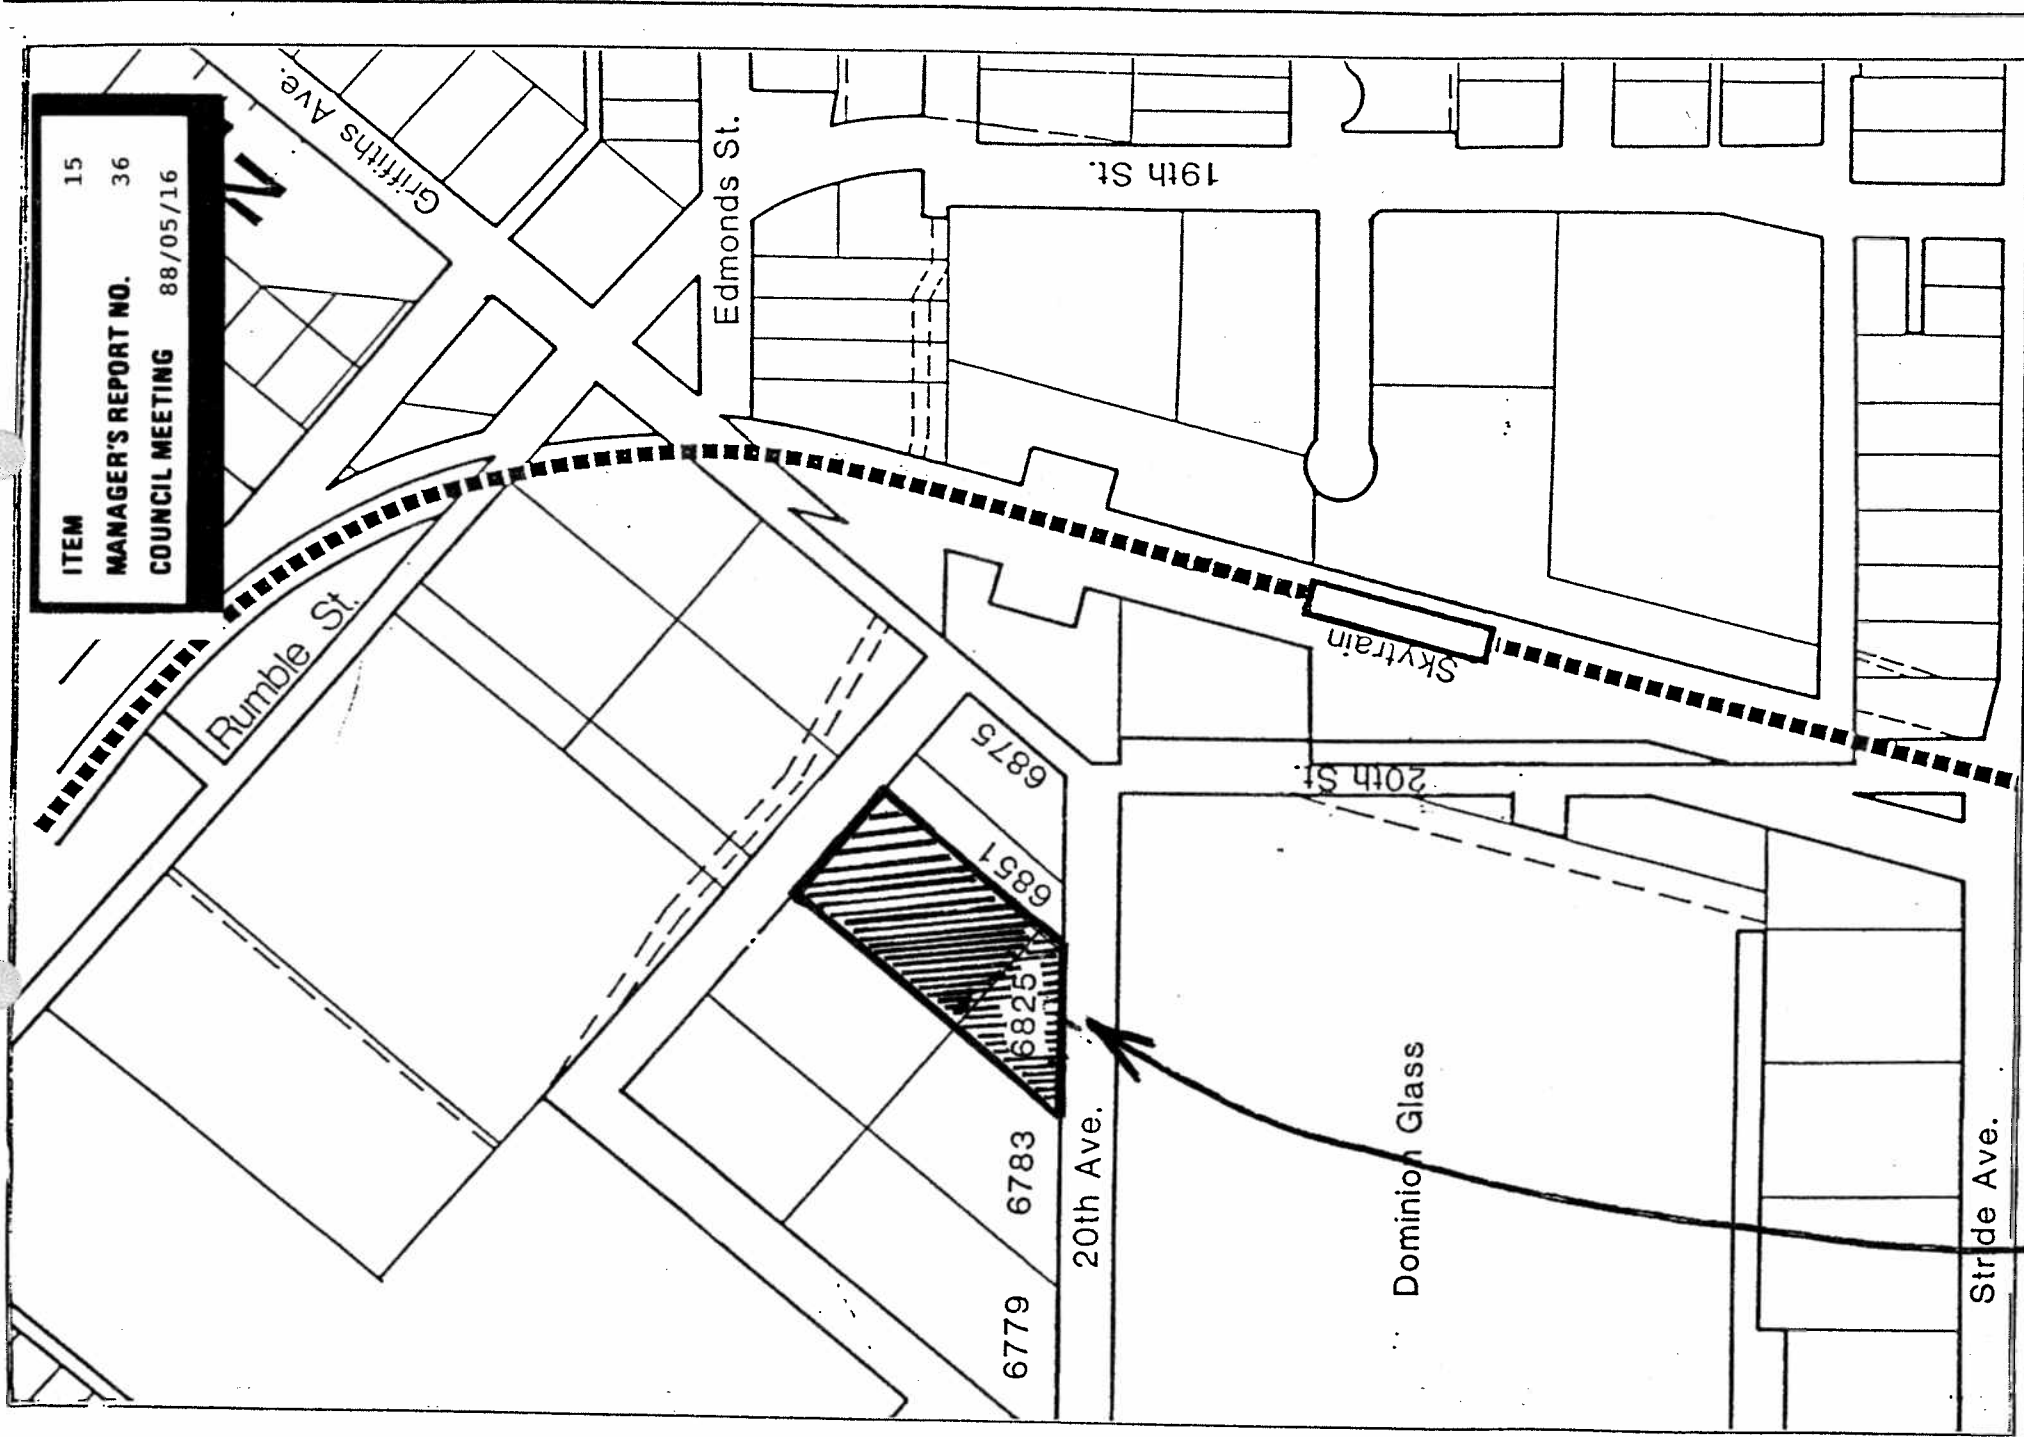 ITEM 15
MANAGER'S REPORT NO. 36
COUNCIL MEETING 88/05/16
N
Griffiths Ave.
Edmonds St.
19th St.
Rumble St.
Skytrain
20th St.
6875
6851
6825
6783
6779
20th Ave.
Dominion Glass
Stride Ave.